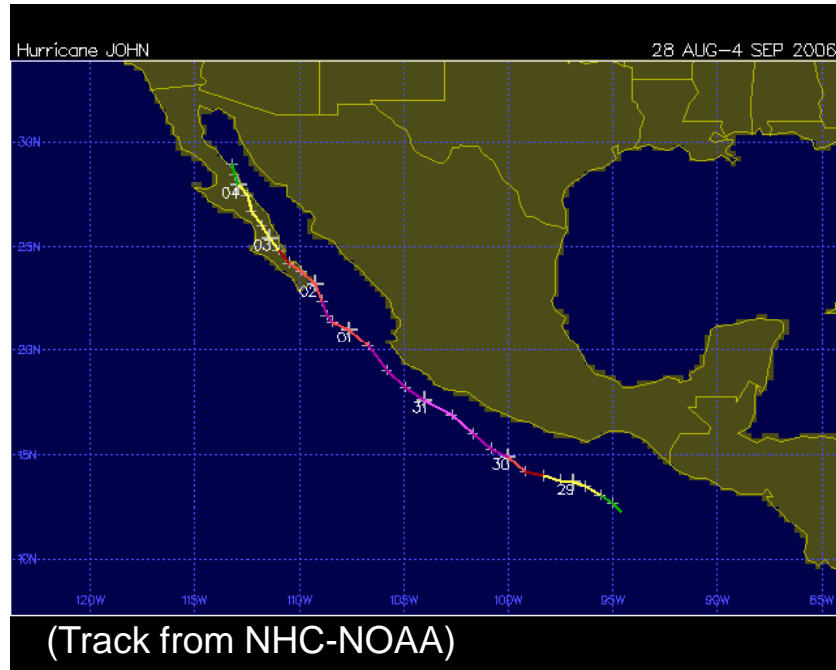 Hurricane JOHN 28 AUG-4 SEP 2006
30N
04
25N
03
02
20N
01
31
15N
30
29
10N
120W 115W 110W 105W 100W 95W 90W 85W
(Track from NHC-NOAA)